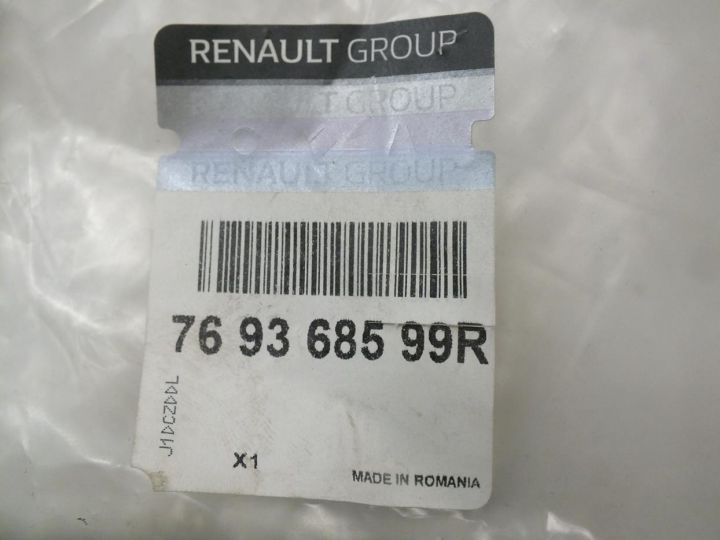 RENAULT GROUP
RENAULT GROUP
RENAULT GROUP
76 93 685 99R
X1
MADE IN ROMANIA